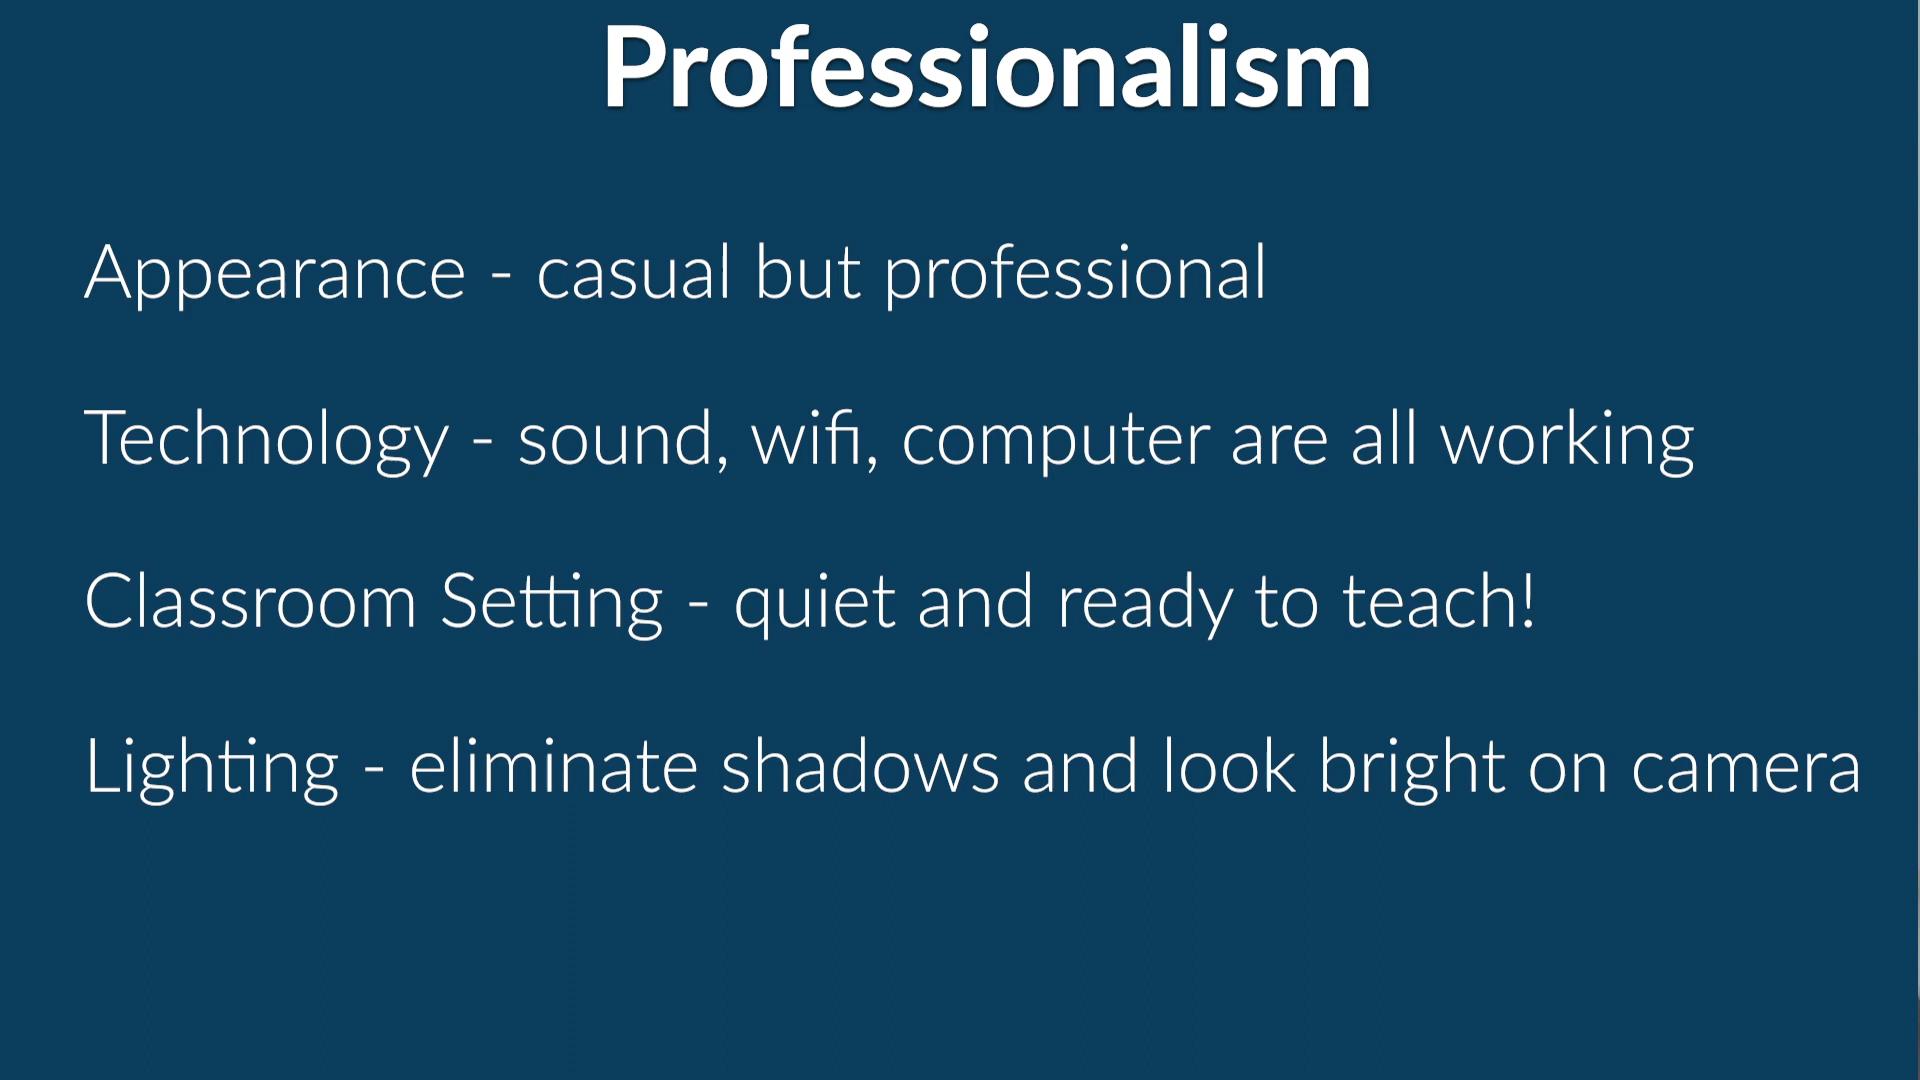 Professionalism
Appearance - casual but professional
Technology - sound, wifi, computer are all working
Classroom Setting - quiet and ready to teach!
Lighting - eliminate shadows and look bright on camera